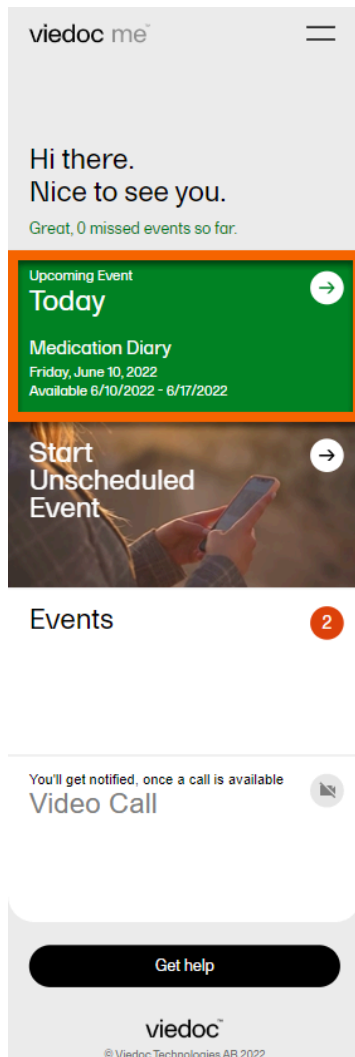 viedoc me™
Hi there.
Nice to see you.
Great, 0 missed events so far.
Upcoming Event
Today
Medication Diary
Friday, June 10, 2022
Available 6/10/2022 - 6/17/2022
Start
Unscheduled
Event
Events
2
You'll get notified, once a call is available
Video Call
Get help
viedoc™
© Viedoc Technologies AB 2022